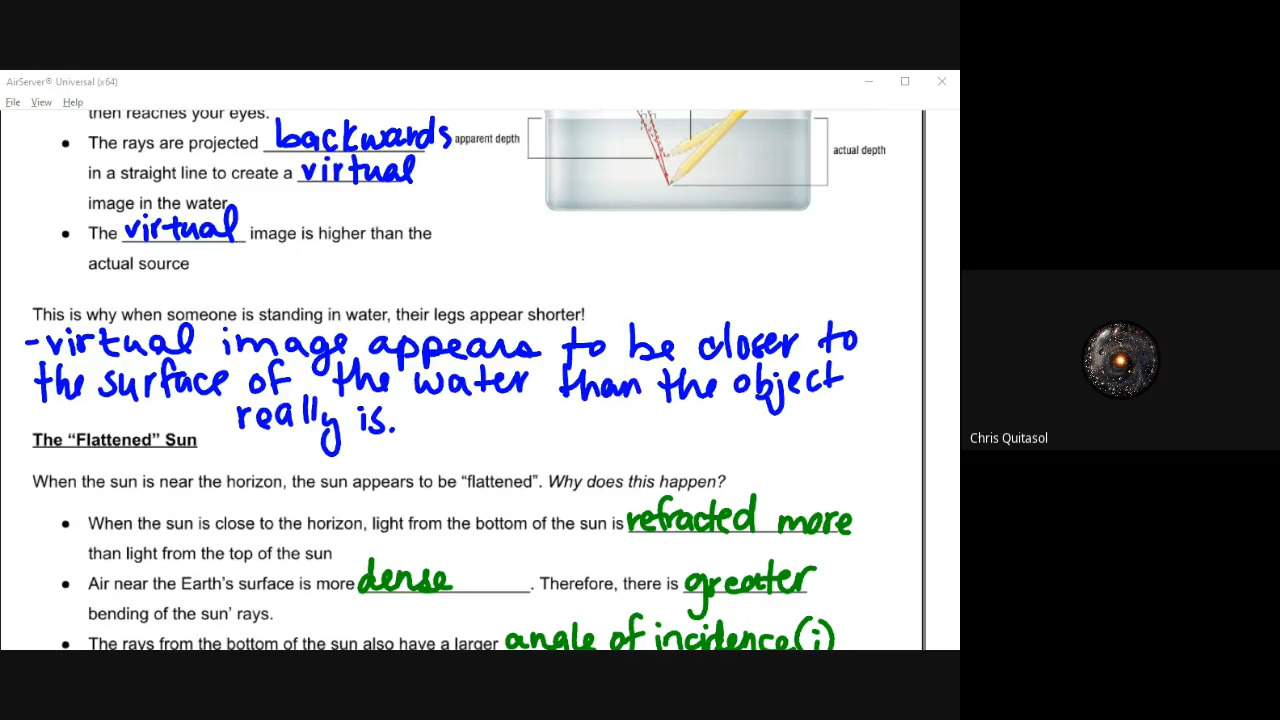 AirServer® Universal (x64)
File View Help
then reaches your eyes.
The rays are projected backwards
in a straight line to create a virtual
image in the water
The virtual image is higher than the
actual source
apparent depth
actual depth
This is why when someone is standing in water, their legs appear shorter!
-virtual image appears to be closer to
the surface of the water than the object
really is.
The “Flattened” Sun
When the sun is near the horizon, the sun appears to be “flattened”. Why does this happen?
When the sun is close to the horizon, light from the bottom of the sun is refracted more
than light from the top of the sun
Air near the Earth’s surface is more dense. Therefore, there is greater
bending of the sun’ rays.
The rays from the bottom of the sun also have a larger angle of incidence (i)
Chris Quitasol